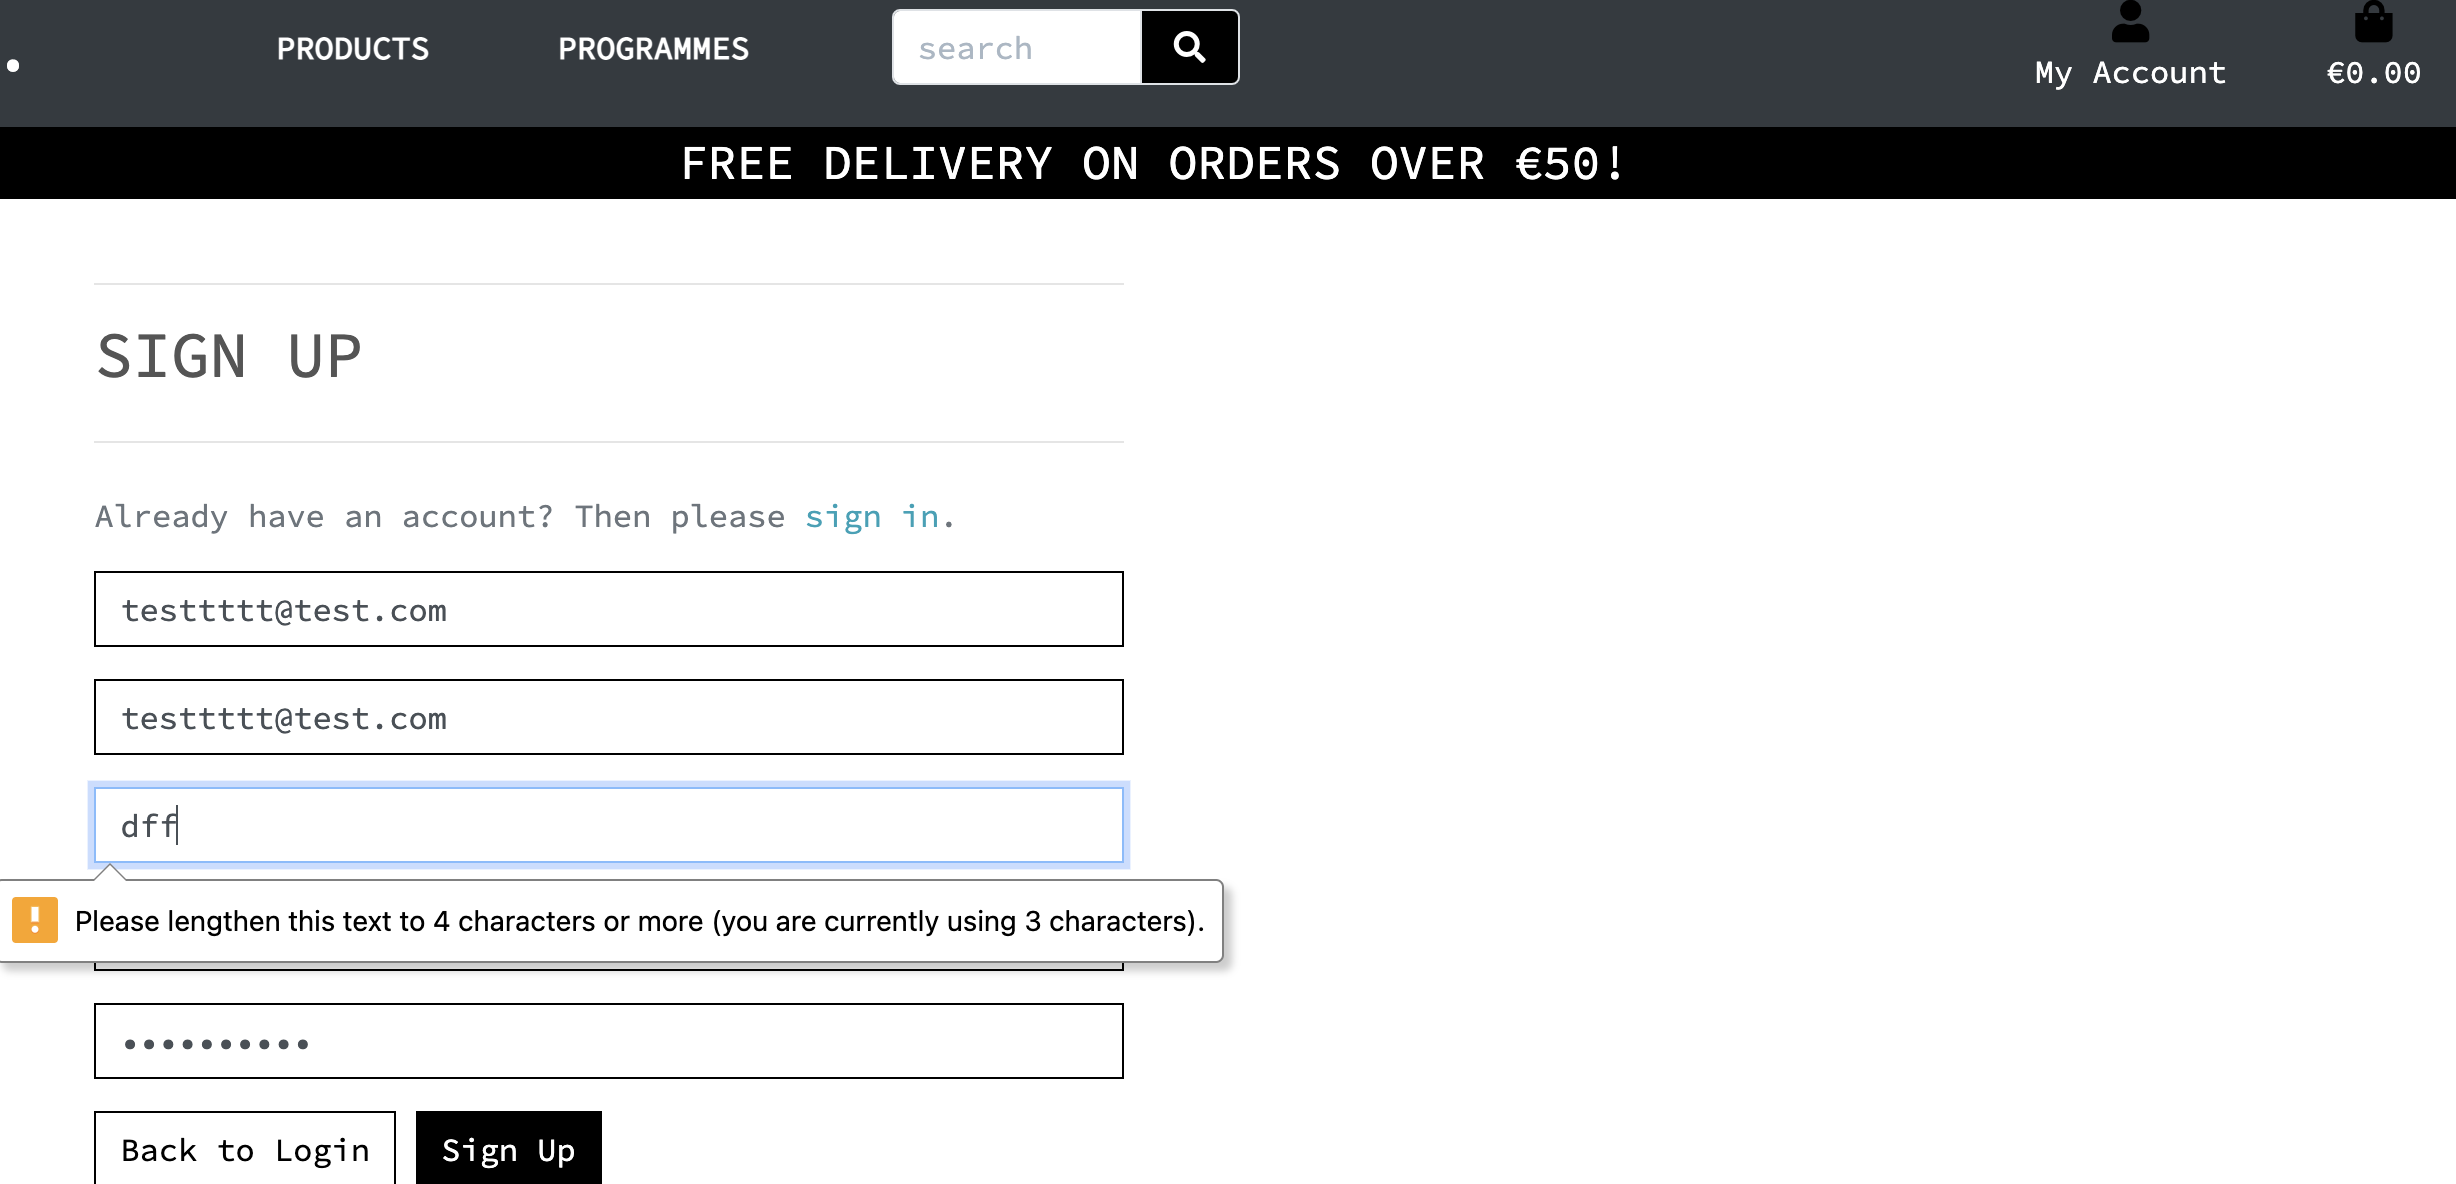 PRODUCTS
PROGRAMMES
search
My Account
€0.00
FREE DELIVERY ON ORDERS OVER €50!
SIGN UP
Already have an account? Then please sign in.
testtttt@test.com
testtttt@test.com
dff
Please lengthen this text to 4 characters or more (you are currently using 3 characters).
••••••••••
Back to Login
Sign Up